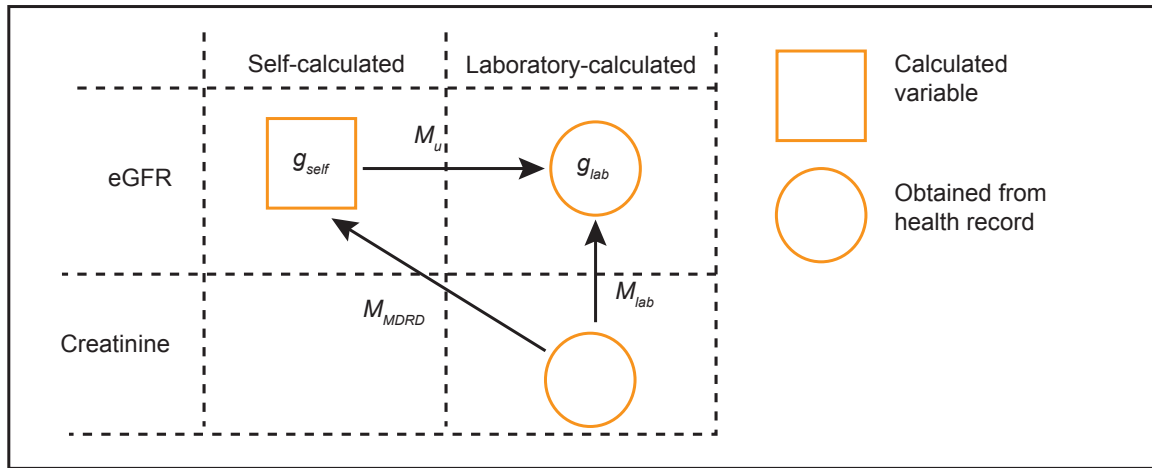 Self-calculated
Laboratory-calculated
Calculated
variable
eGFR
g_self
M_u
g_lab
Obtained from
health record
M_MDRD
M_lab
Creatinine